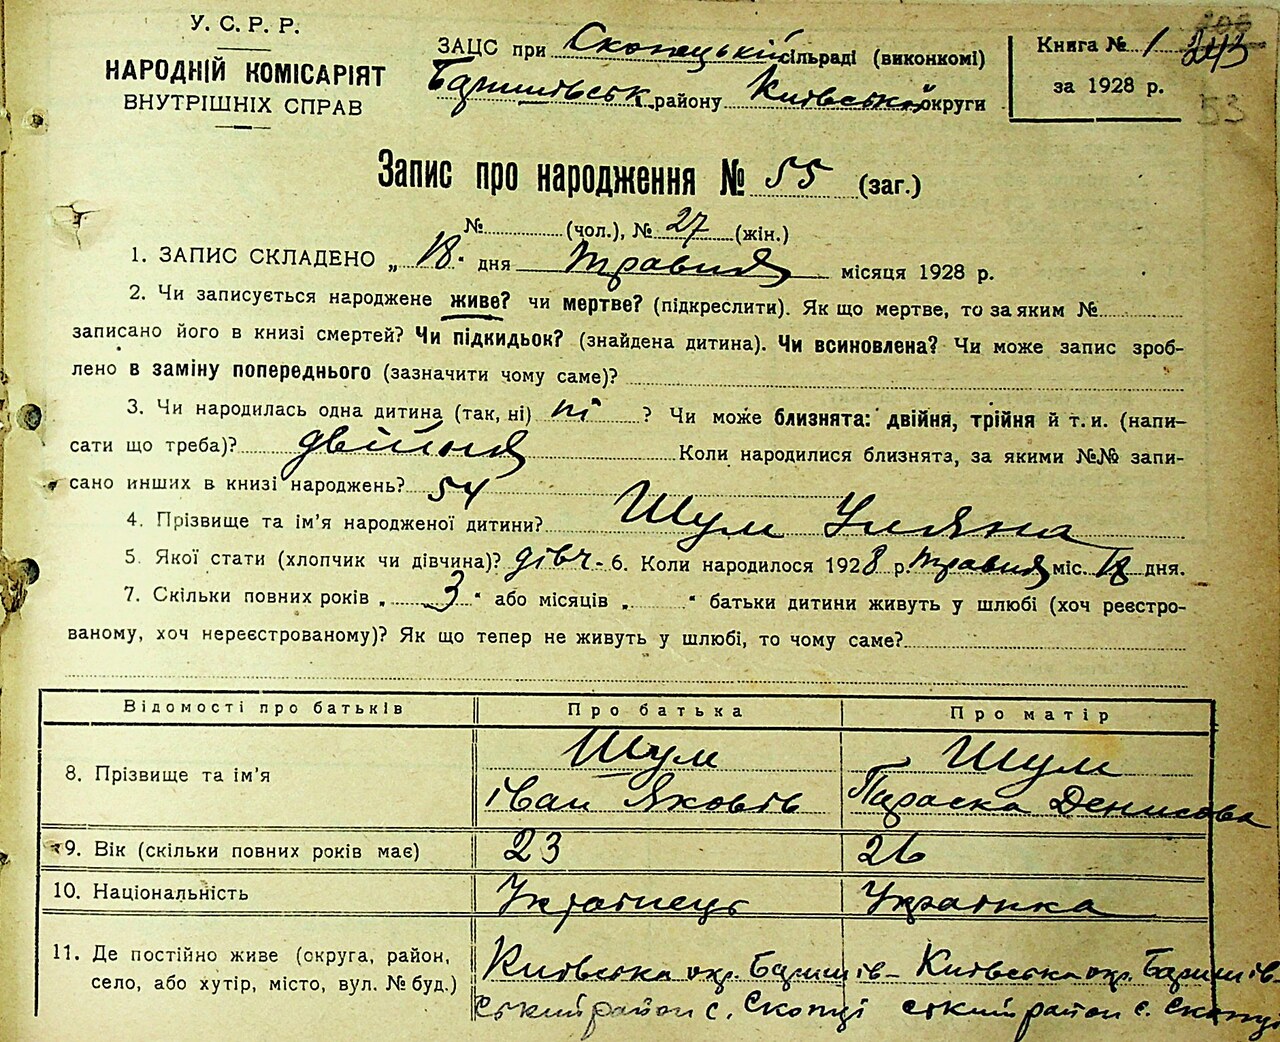 У. С. Р. Р.
НАРОДНІЙ КОМІСАРІЯТ
ВНУТРІШНІХ СПРАВ
ЗАЦС при Скопецькій сільраді (виконкомі)
Баришівськ. району Київської округи
Книга № 1
за 1928 р.
243
53
Запис про народження № 55 (заг.)
№ (чол.), № 27 (жін.)
1. ЗАПИС СКЛАДЕНО „ 18 " дня травня місяця 1928 р.
2. Чи записується народжене живе? чи мертве? (підкреслити). Як що мертве, то за яким №
записано його в книзі смертей? Чи підкидьок? (знайдена дитина). Чи всиновлена? Чи може запис зроб-
лено в заміну попереднього (зазначити чому саме)?
3. Чи народилась одна дитина (так, ні) ні ? Чи може близнята: двійня, трійня й т. и. (напи-
сати що треба)? двійня Коли народилися близнята, за якими №№ запи-
сано инших в книзі народжень? 54
4. Прізвище та ім'я народженої дитини? Шум Уляна
5. Якої стати (хлопчик чи дівчина)? дівч- 6. Коли народилося 1928 р. травня міс. 18 дня.
7. Скільки повних років „ 3 " або місяців „ " батьки дитини живуть у шлюбі (хоч реєстро-
ваному, хоч нереєстрованому)? Як що тепер не живуть у шлюбі, то чому саме?
Відомості про батьків Про батька Про матір
8. Прізвище та ім'я Шум Шум
Іван Яковів Параска Денисова
9. Вік (скільки повних років має) 23 26
10. Національність Українець Українка
11. Де постійно живе (округа, район, Київська окр. Баришів- Київська окр. Баришів
село, або хутір, місто, вул. № буд.) ський район с. Скопці ський район с. Скопці